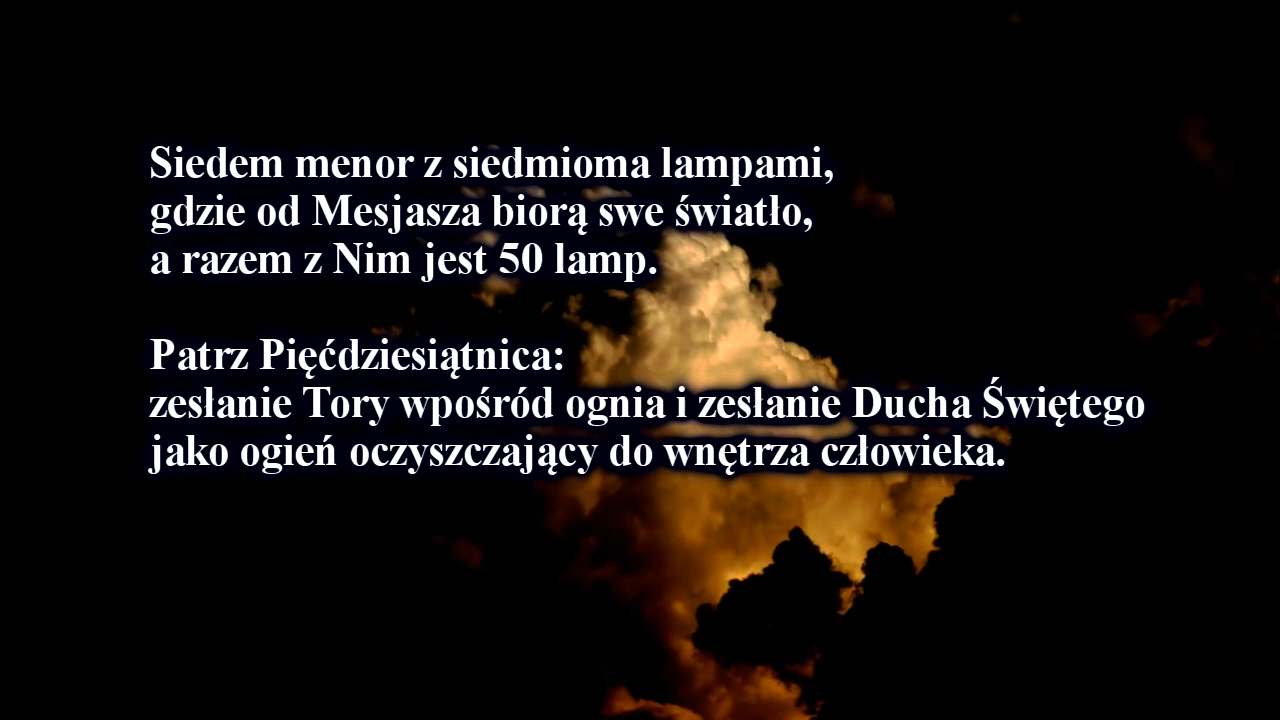 Siedem menor z siedmioma lampami,
gdzie od Mesjasza biorą swe światło,
a razem z Nim jest 50 lamp.
Patrz Pięćdziesiątnica:
zesłanie Tory wpośród ognia i zesłanie Ducha Świętego
jako ogień oczyszczający do wnętrza człowieka.